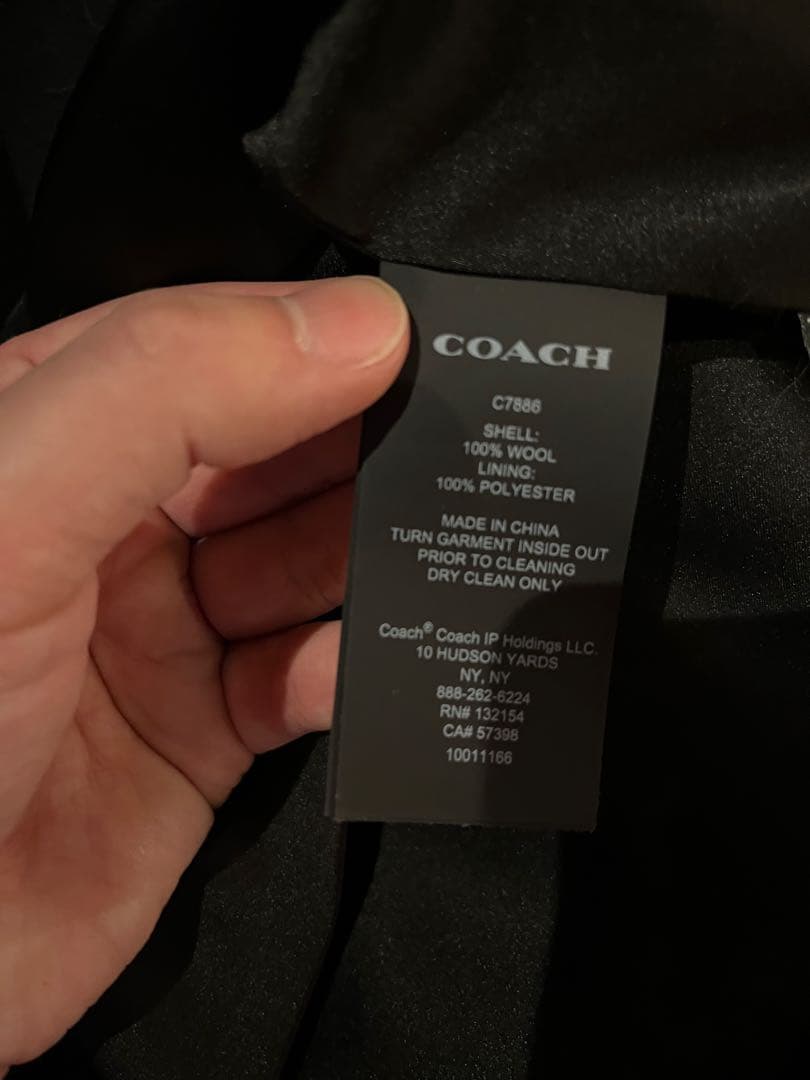 COACH
C7886
SHELL:
100% WOOL
LINING:
100% POLYESTER
MADE IN CHINA
TURN GARMENT INSIDE OUT
PRIOR TO CLEANING
DRY CLEAN ONLY
Coach® Coach IP Holdings LLC.
10 HUDSON YARDS
NY, NY
888-262-6224
RN# 132154
CA# 57398
10011166